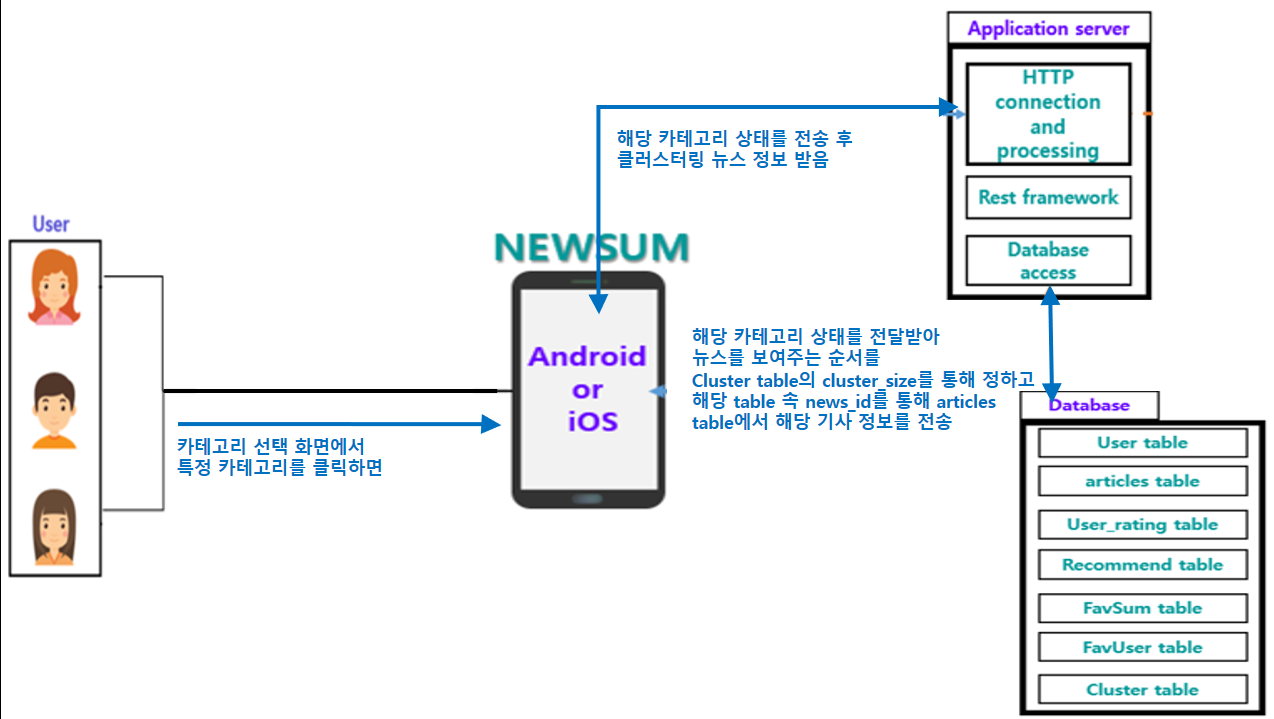 Application server
HTTP
connection
and
processing
Rest framework
Database
access
해당 카테고리 상태를 전송 후
클러스터링 뉴스 정보 받음
User
NEWSUM
Android
or
iOS
해당 카테고리 상태를 전달받아
뉴스를 보여주는 순서를
Cluster table의 cluster_size를 통해 정하고
해당 table 속 news_id를 통해 articles
table에서 해당 기사 정보를 전송
카테고리 선택 화면에서
특정 카테고리를 클릭하면
Database
User table
articles table
User_rating table
Recommend table
FavSum table
FavUser table
Cluster table